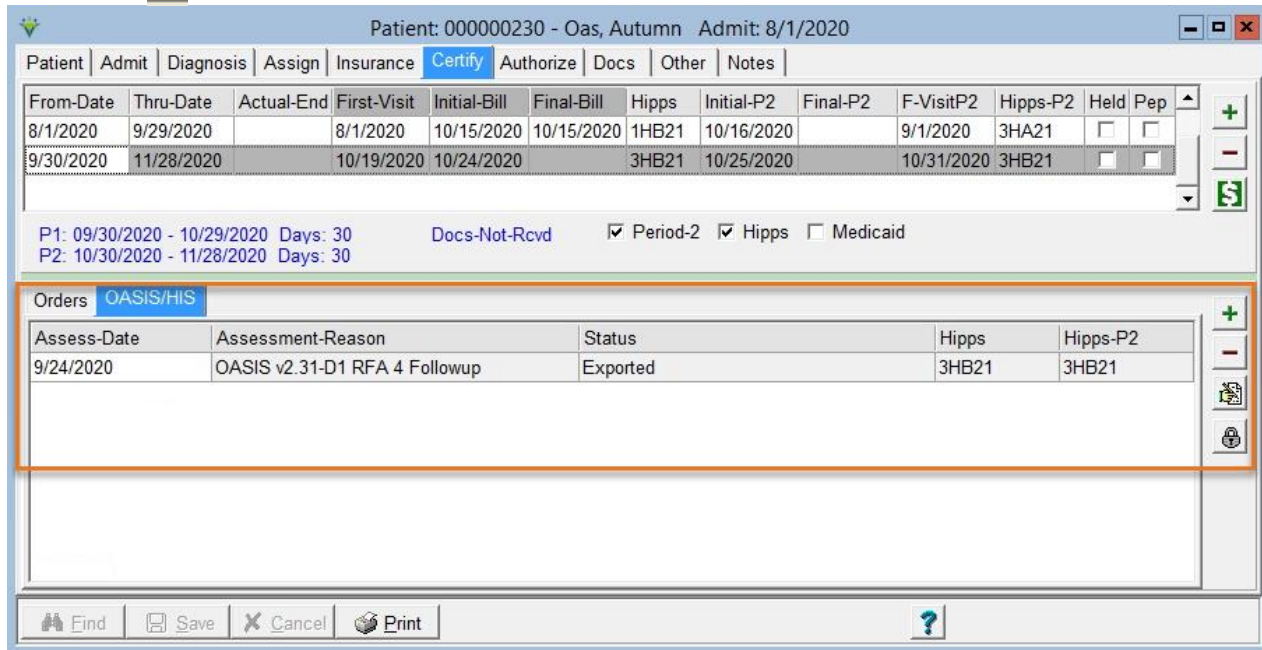 Patient: 000000230 - Oas, Autumn Admit: 8/1/2020
Patient Admit Diagnosis Assign Insurance Certify Authorize Docs Other Notes
From-Date Thru-Date Actual-End First-Visit Initial-Bill Final-Bill Hipps Initial-P2 Final-P2 F-VisitP2 Hipps-P2 Held Pep
8/1/2020 9/29/2020 8/1/2020 10/15/2020 10/15/2020 1HB21 10/16/2020 9/1/2020 3HA21
9/30/2020 11/28/2020 10/19/2020 10/24/2020 3HB21 10/25/2020 10/31/2020 3HB21
P1: 09/30/2020 - 10/29/2020 Days: 30 Docs-Not-Rcvd Period-2 Hipps Medicaid
P2: 10/30/2020 - 11/28/2020 Days: 30
Orders OASIS/HIS
Assess-Date Assessment-Reason Status Hipps Hipps-P2
9/24/2020 OASIS v2.31-D1 RFA 4 Followup Exported 3HB21 3HB21
Find Save Cancel Print ?